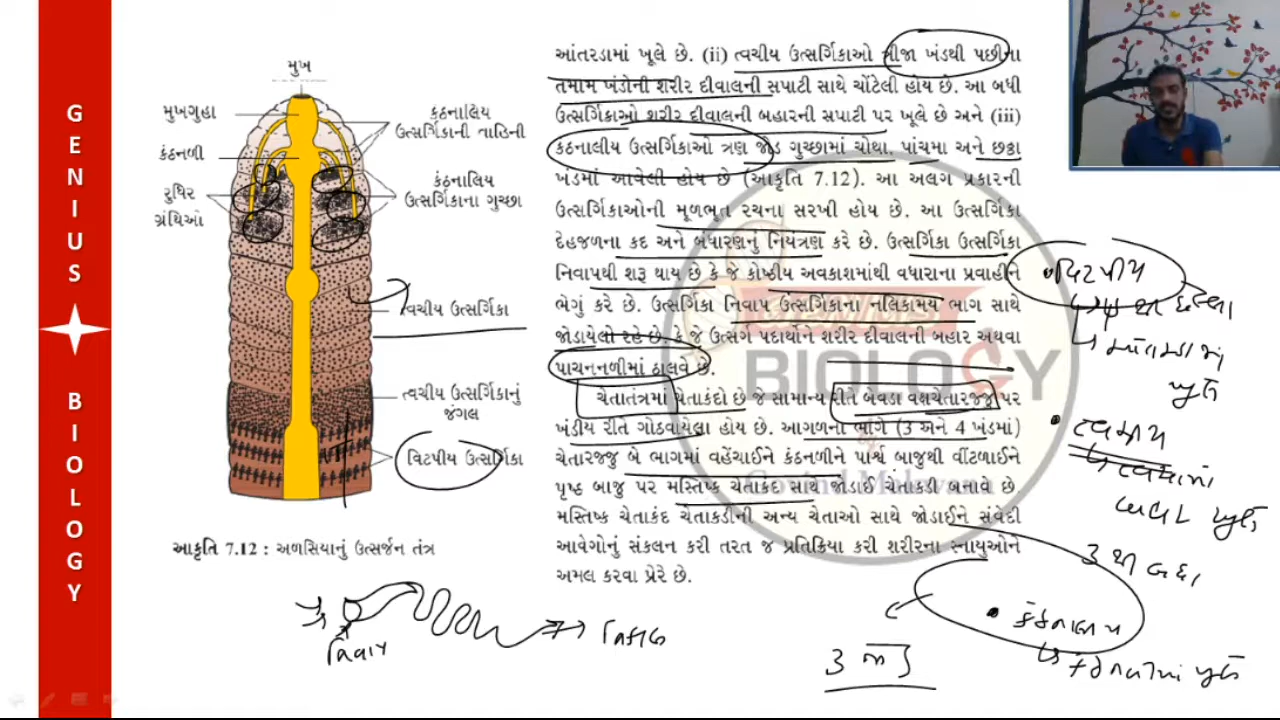 GENIUS
BIOLOGY
મુખ
મુખગુહા
કંઠનળી
રુધિર
ગ્રંથિઓ
કંઠનાલિય
ઉત્સર્ગિકાની વાહિની
કંઠનાલિય
ઉત્સર્ગિકાના ગુચ્છા
ત્વચીય ઉત્સર્ગિકા
ત્વચીય ઉત્સર્ગિકાનું
જંગલ
વિટપીય ઉત્સર્ગિકા
આકૃતિ 7.12 : અળસિયાનું ઉત્સર્જન તંત્ર
આંતરડામાં ખૂલે છે. (ii) ત્વચીય ઉત્સર્ગિકાઓ ત્રીજા ખંડથી પછીના
તમામ ખંડોની શરીર દીવાલની સપાટી સાથે ચોંટેલી હોય છે. આ બધી
ઉત્સર્ગિકાઓ શરીર દીવાલની બહારની સપાટી પર ખૂલે છે અને (iii)
કંઠનાલીય ઉત્સર્ગિકાઓ ત્રણ જોડ ગુચ્છામાં ચોથા, પાંચમા અને છઠ્ઠા
ખંડમાં આવેલી હોય છે (આકૃતિ 7.12). આ અલગ પ્રકારની
ઉત્સર્ગિકાઓની મૂળભૂત રચના સરખી હોય છે. આ ઉત્સર્ગિકા
દેહજળના કદ અને બંધારણનું નિયંત્રણ કરે છે. ઉત્સર્ગિકા ઉત્સર્ગિકા
નિવાપથી શરૂ થાય છે કે જે કોષ્ઠીય અવકાશમાંથી વધારાના પ્રવાહીને
ભેગું કરે છે. ઉત્સર્ગિકા નિવાપ ઉત્સર્ગિકાના નલિકામય ભાગ સાથે
જોડાયેલો રહે છે. કે જે ઉત્સર્ગ પદાર્થોને શરીર દીવાલની બહાર અથવા
પાચનનળીમાં ઠાલવે છે.
ચેતાતંત્રમાં ચેતાકંદો છે જે સામાન્ય રીતે બેવડા વક્ષચેતારજ્જુ પર
ખંડીય રીતે ગોઠવાયેલા હોય છે. આગળના ભાગે (3 અને 4 ખંડમાં)
ચેતારજ્જુ બે ભાગમાં વહેંચાઈને કંઠનળીને પાર્શ્વ બાજુથી વીંટળાઈને
પૃષ્ઠ બાજુ પર મસ્તિષ્ક ચેતાકંદ સાથે જોડાઈ ચેતાકડી બનાવે છે.
મસ્તિષ્ક ચેતાકંદ ચેતાકડીની અન્ય ચેતાઓ સાથે જોડાઈને સંવેદી
આવેગોનું સંકલન કરી તરત જ પ્રતિક્રિયા કરી શરીરના સ્નાયુઓને
અમલ કરવા પ્રેરે છે.
BIOLOGY
નિવાપ
3 જોડ